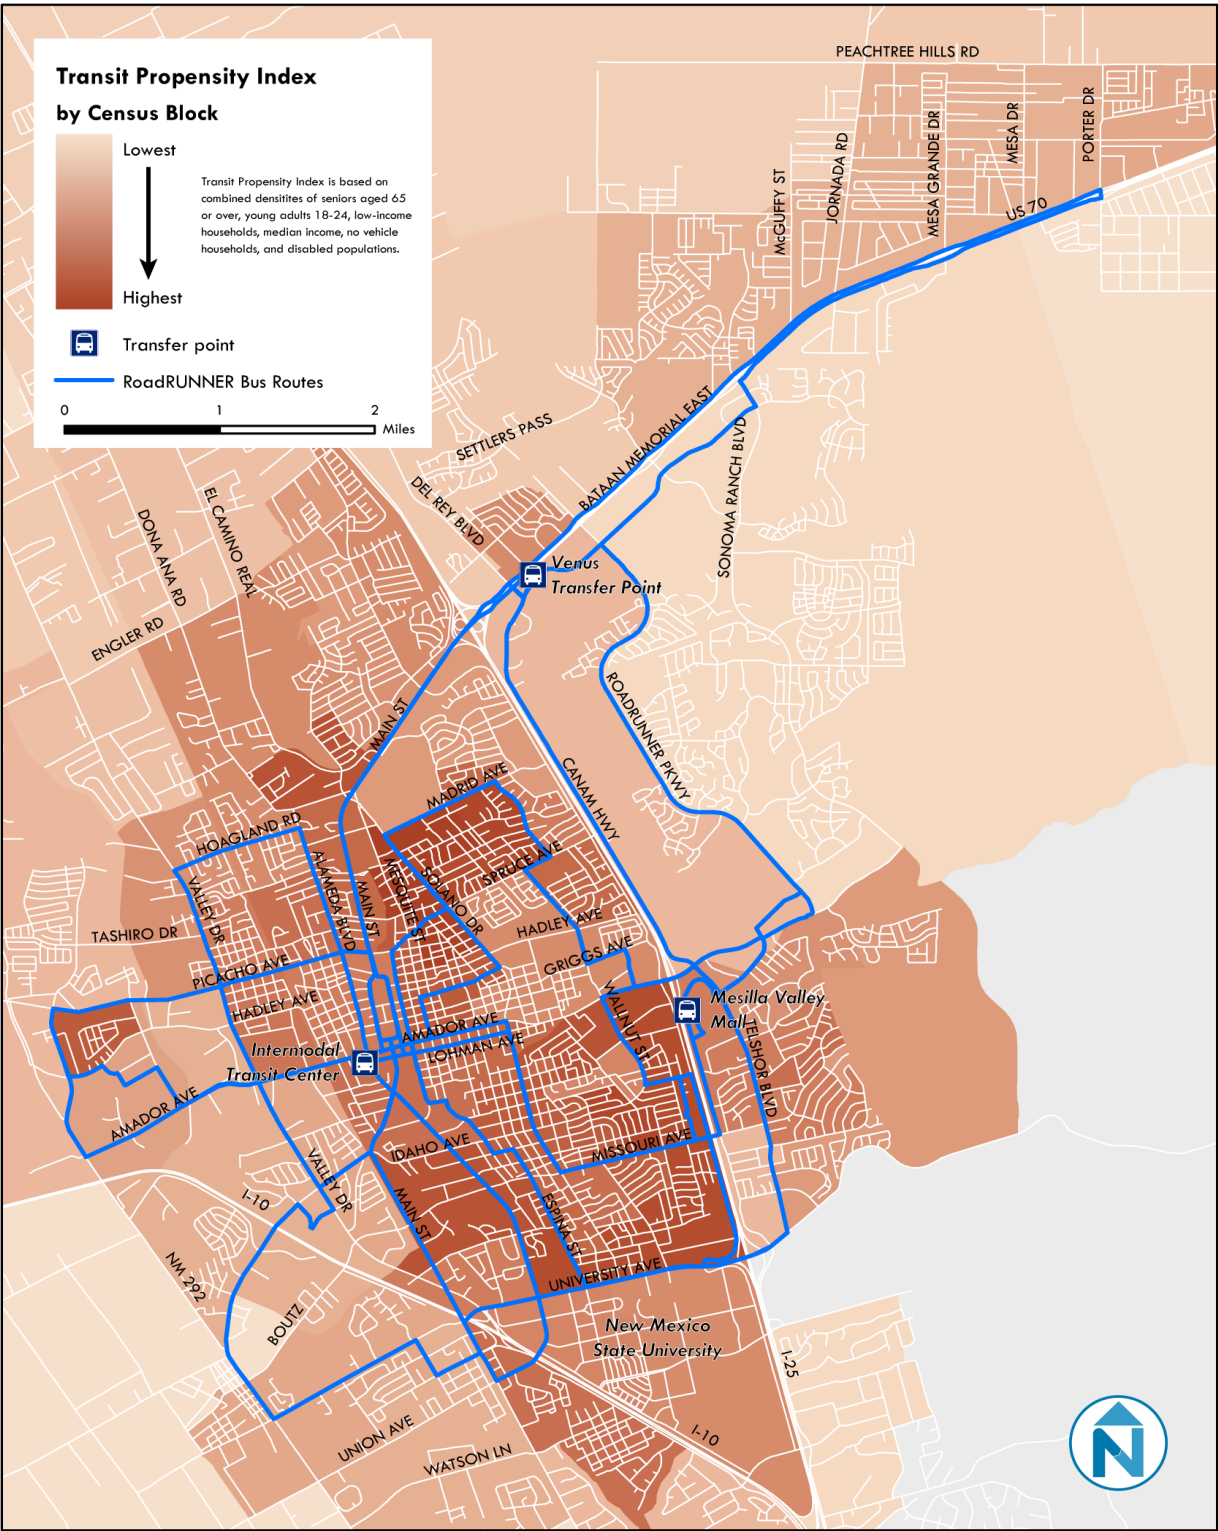 PEACHTREE HILLS RD
Transit Propensity Index
by Census Block
Lowest
Transit Propensity Index is based on
combined densitites of seniors aged 65
or over, young adults 18-24, low-income
households, median income, no vehicle
households, and disabled populations.
Highest
Transfer point
RoadRUNNER Bus Routes
0 1 2
Miles
McGUFFY ST
JORNADA RD
MESA GRANDE DR
MESA DR
PORTER DR
US 70
SETTLERS PASS
BATAAN MEMORIAL EAST
DEL REY BLVD
SONOMA RANCH BLVD
DONA ANA RD
EL CAMINO REAL
ENGLER RD
Venus
Transfer Point
MAIN ST
ROADRUNNER PKWY
CANAM HWY
MADRID AVE
HOAGLAND RD
SPRUCE AVE
ALAMEDA BLVD
MAIN ST
MESQUITE ST
SOLANO DR
VALLEY DR
TASHIRO DR
HADLEY AVE
GRIGGS AVE
PICACHO AVE
HADLEY AVE
WALNUT ST
Mesilla Valley
Mall
TELSHOR BLVD
AMADOR AVE
LOHMAN AVE
Intermodal
Transit Center
AMADOR AVE
IDAHO AVE
MISSOURI AVE
VALLEY DR
MAIN ST
ESPINA ST
I-10
NM 292
UNIVERSITY AVE
BOUTZ
New Mexico
State University
I-25
UNION AVE
WATSON LN
I-10
N